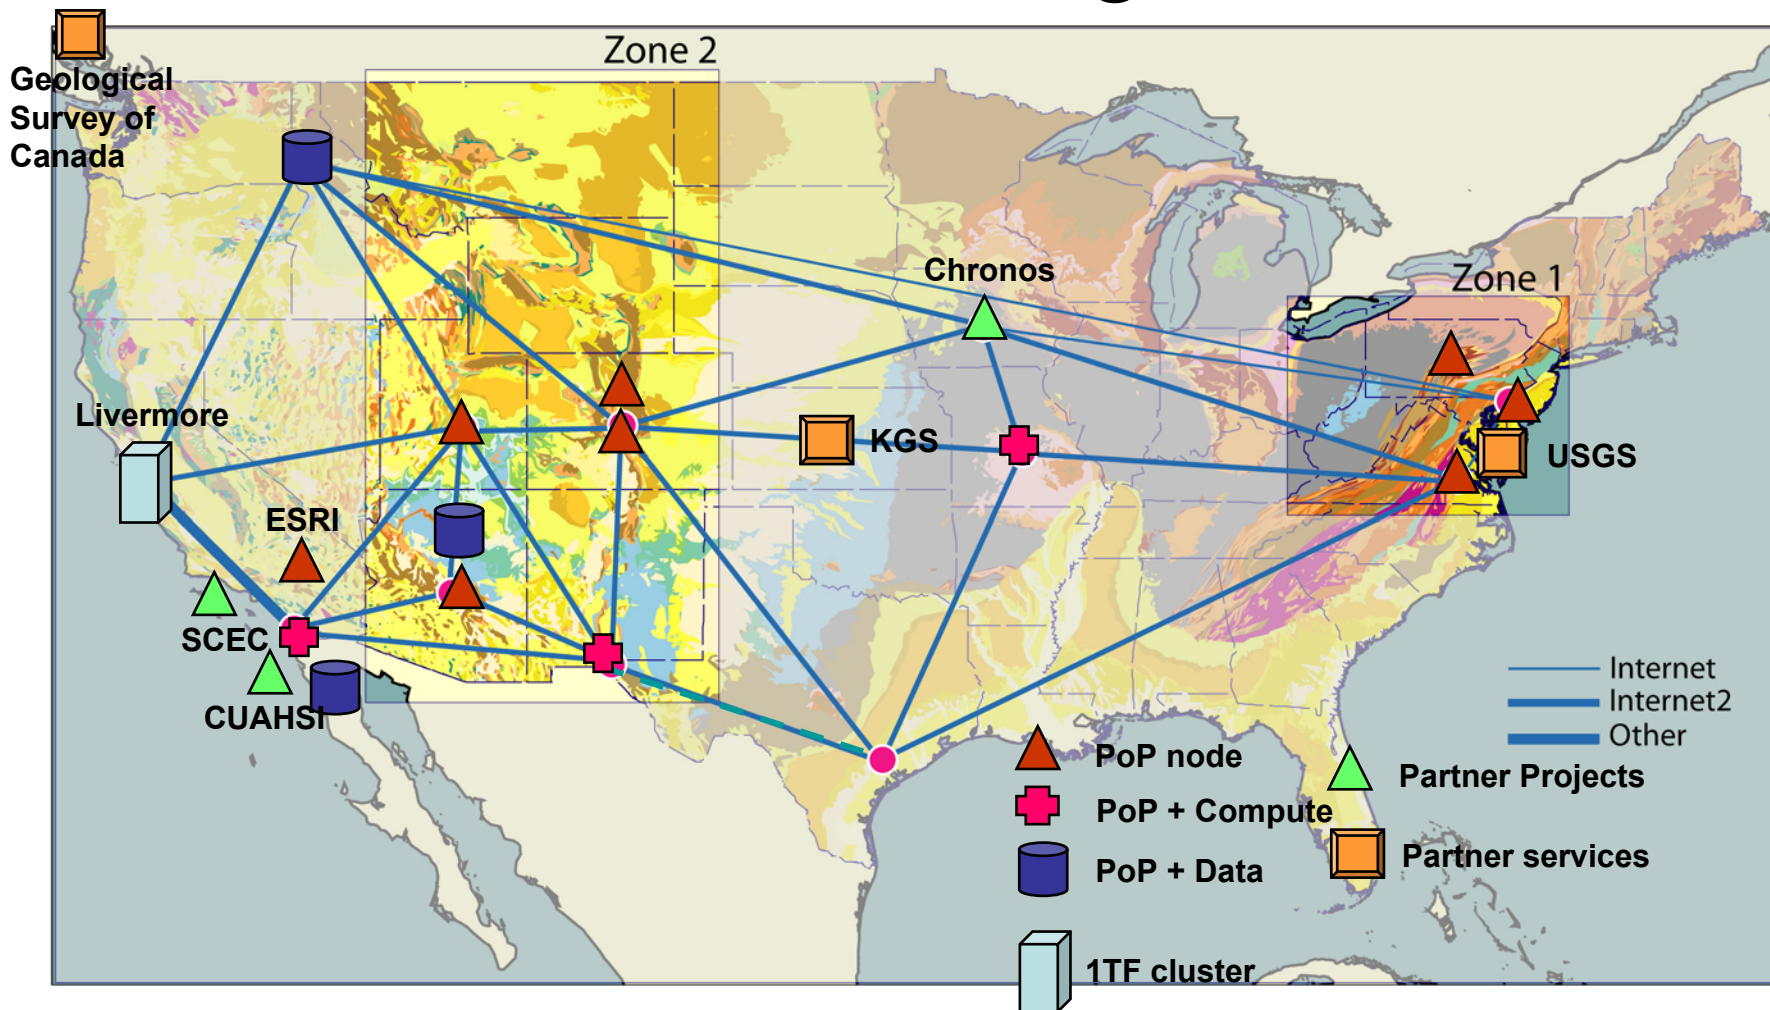 Zone 2
Geological
Survey of
Canada
Chronos
Zone 1
Livermore
KGS
USGS
ESRI
SCEC
CUAHSI
Internet
Internet2
Other
PoP node
PoP + Compute
PoP + Data
1TF cluster
Partner Projects
Partner services